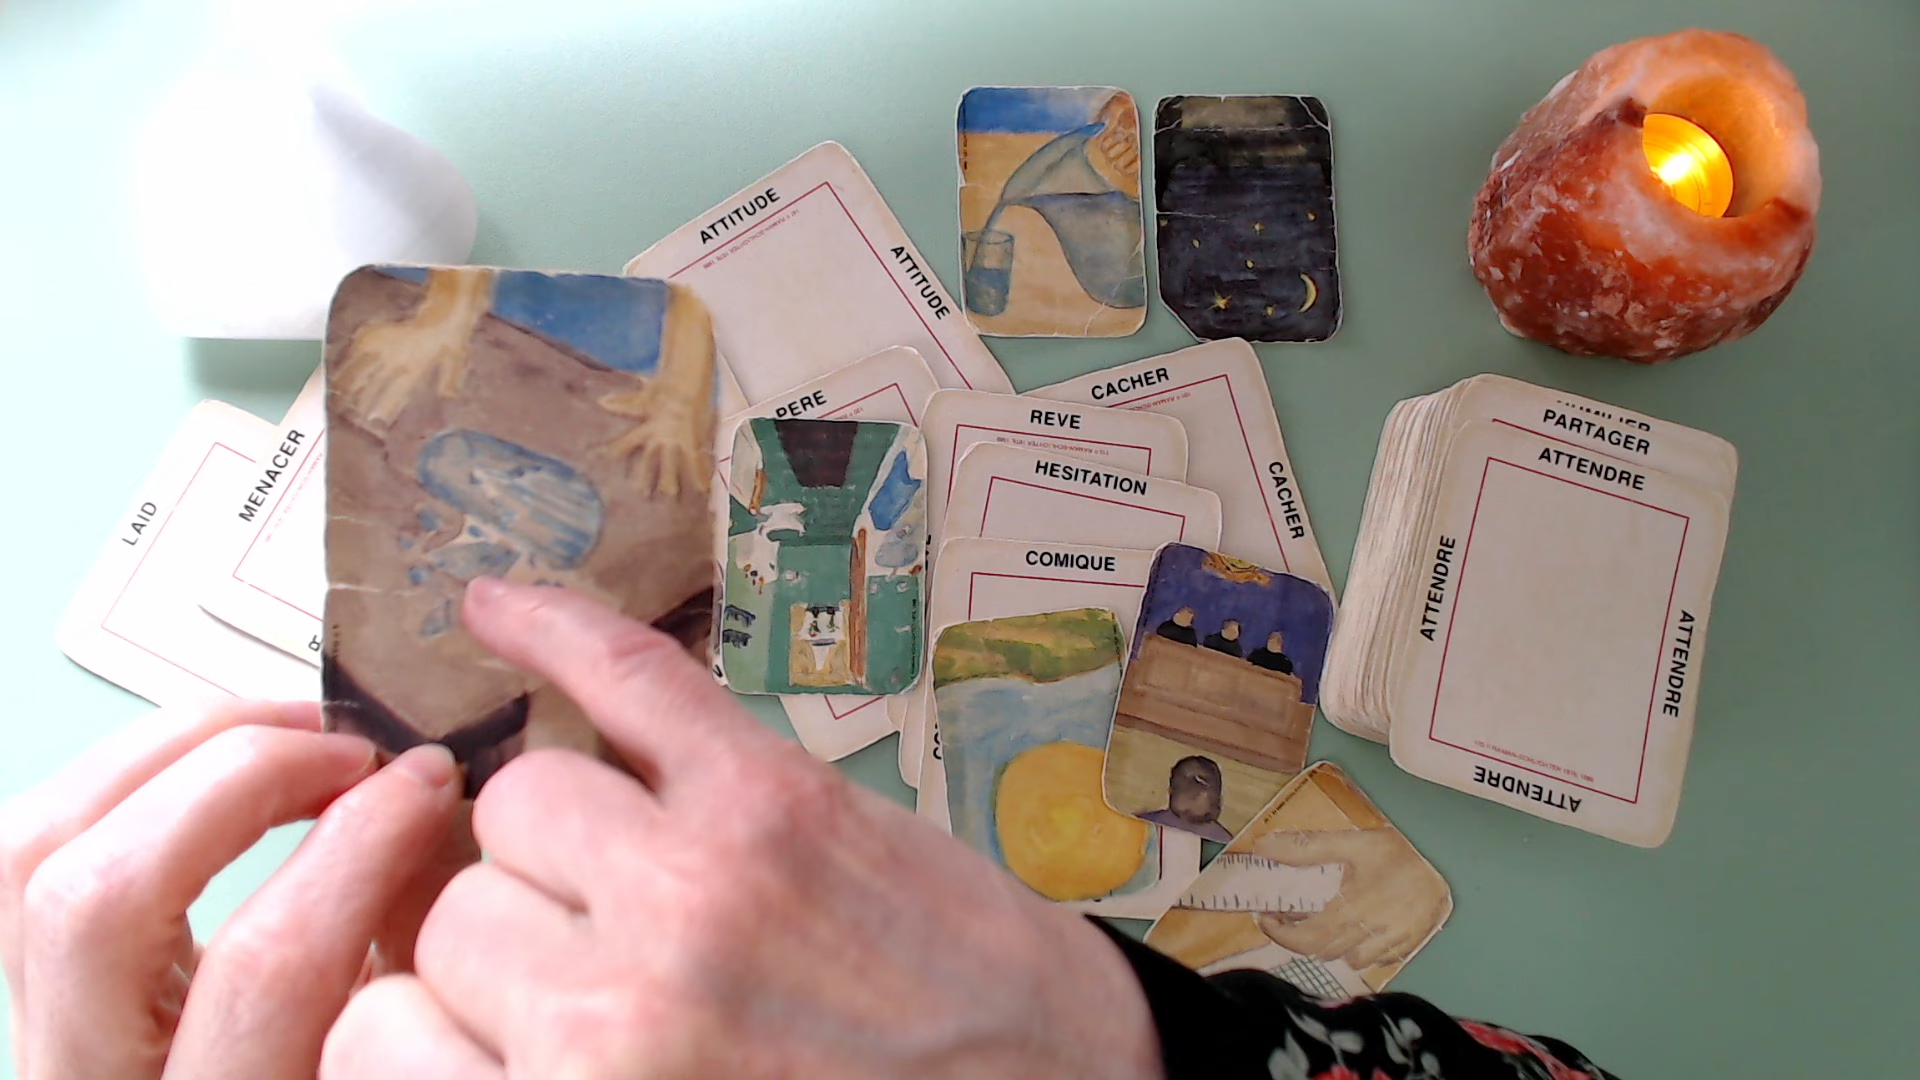 ATTITUDE
ATTITUDE
CACHER
CACHER
PERE
REVE
HESITATION
COMIQUE
LAID
MENACER
PARTAGER
ATTENDRE
ATTENDRE
ATTENDRE
ATTENDRE